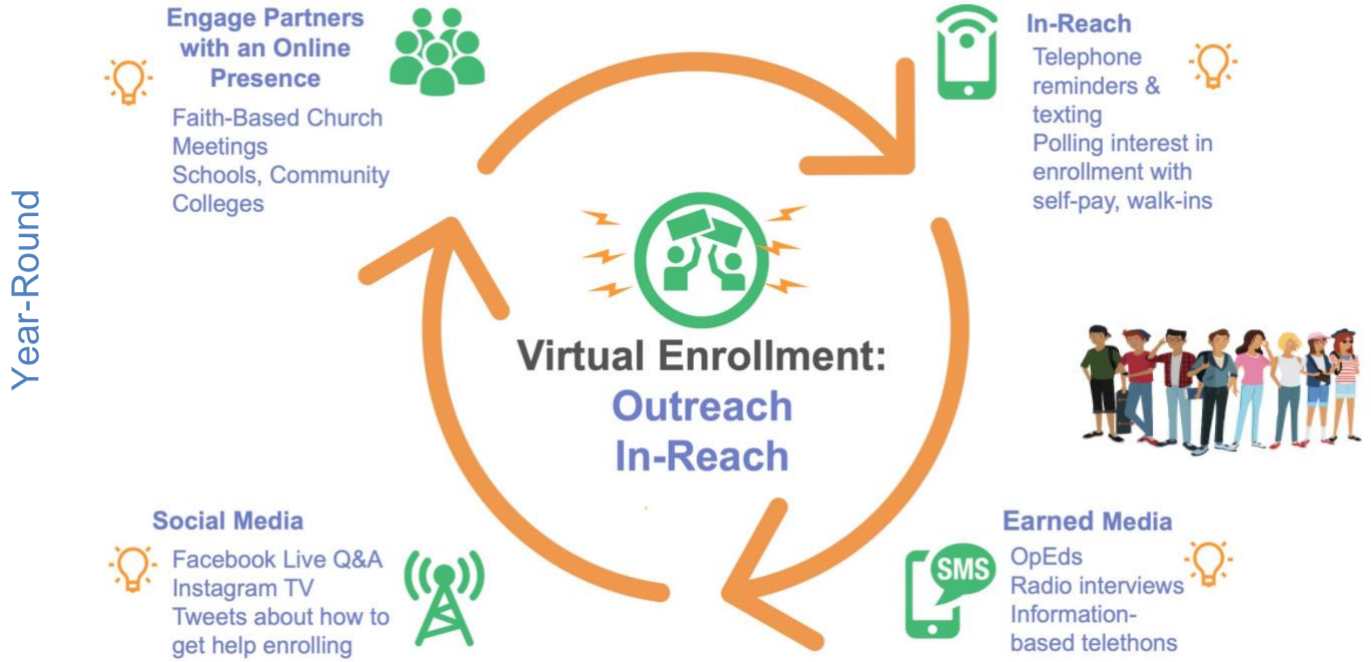 Year-Round
Engage Partners
with an Online
Presence
Faith-Based Church
Meetings
Schools, Community
Colleges
In-Reach
Telephone
reminders &
texting
Polling interest in
enrollment with
self-pay, walk-ins
Virtual Enrollment:
Outreach
In-Reach
Social Media
Facebook Live Q&A
Instagram TV
Tweets about how to
get help enrolling
Earned Media
SMS
OpEds
Radio interviews
Information-
based telethons